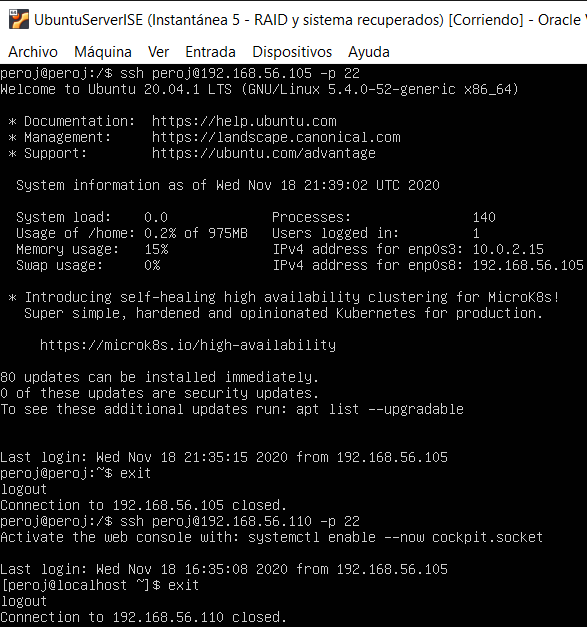 UbuntuServerISE (Instantánea 5 - RAID y sistema recuperados) [Corriendo] - Oracle
Archivo Máquina Ver Entrada Dispositivos Ayuda
peroj@peroj:/$ ssh peroj@192.168.56.105 -p 22
Welcome to Ubuntu 20.04.1 LTS (GNU/Linux 5.4.0-52-generic x86_64)
* Documentation: https://help.ubuntu.com
* Management: https://landscape.canonical.com
* Support: https://ubuntu.com/advantage
System information as of Wed Nov 18 21:39:02 UTC 2020
System load: 0.0 Processes: 140
Usage of /home: 0.2% of 975MB Users logged in: 1
Memory usage: 15% IPv4 address for enp0s3: 10.0.2.15
Swap usage: 0% IPv4 address for enp0s8: 192.168.56.105
* Introducing self-healing high availability clustering for MicroK8s!
Super simple, hardened and opinionated Kubernetes for production.
https://microk8s.io/high-availability
80 updates can be installed immediately.
0 of these updates are security updates.
To see these additional updates run: apt list --upgradable
Last login: Wed Nov 18 21:35:15 2020 from 192.168.56.105
peroj@peroj:~$ exit
logout
Connection to 192.168.56.105 closed.
peroj@peroj:/$ ssh peroj@192.168.56.110 -p 22
Activate the web console with: systemctl enable --now cockpit.socket
Last login: Wed Nov 18 16:35:08 2020 from 192.168.56.105
[peroj@localhost ~]$ exit
logout
Connection to 192.168.56.110 closed.